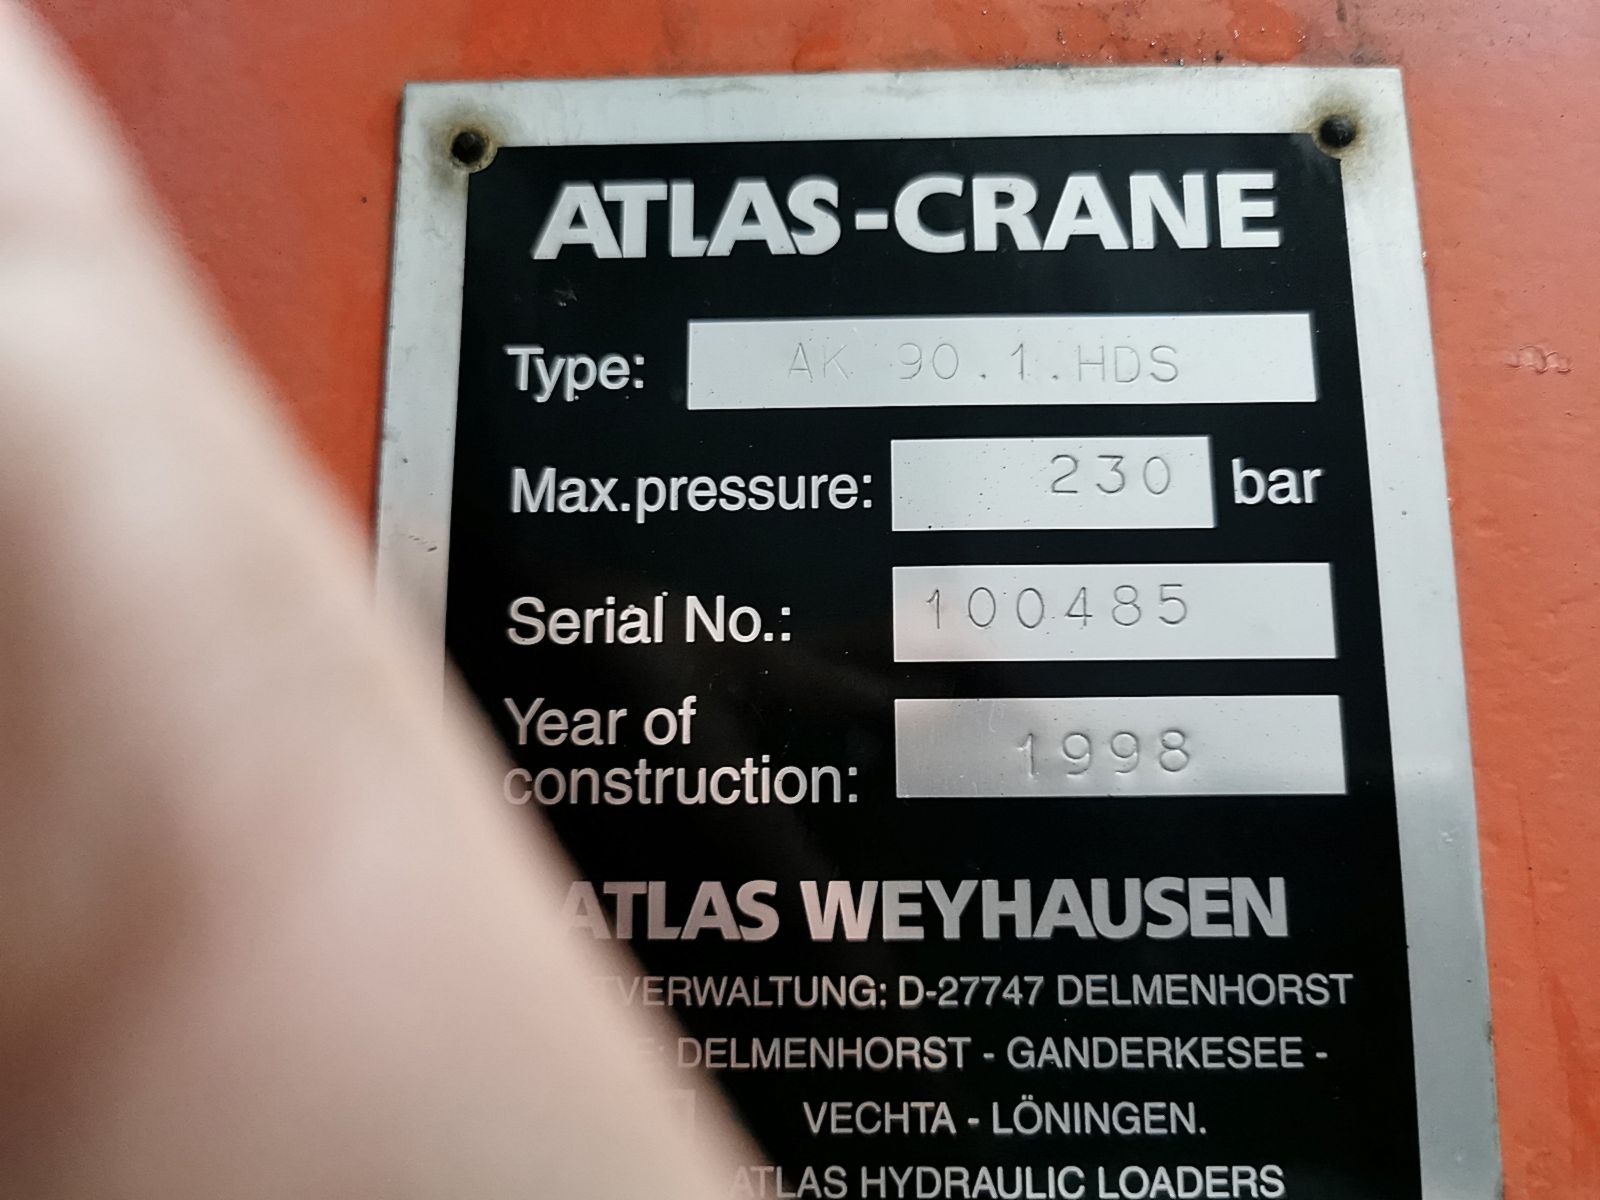 ATLAS-CRANE
Type: AK 90.1.HDS
Max.pressure: 230 bar
Serial No.: 100485
Year of
construction: 1998
ATLAS WEYHAUSEN
D-27747 DELMENHORST
DELMENHORST - GANDERKESEE -
VECHTA - LÖNINGEN.
ATLAS HYDRAULIC LOADERS